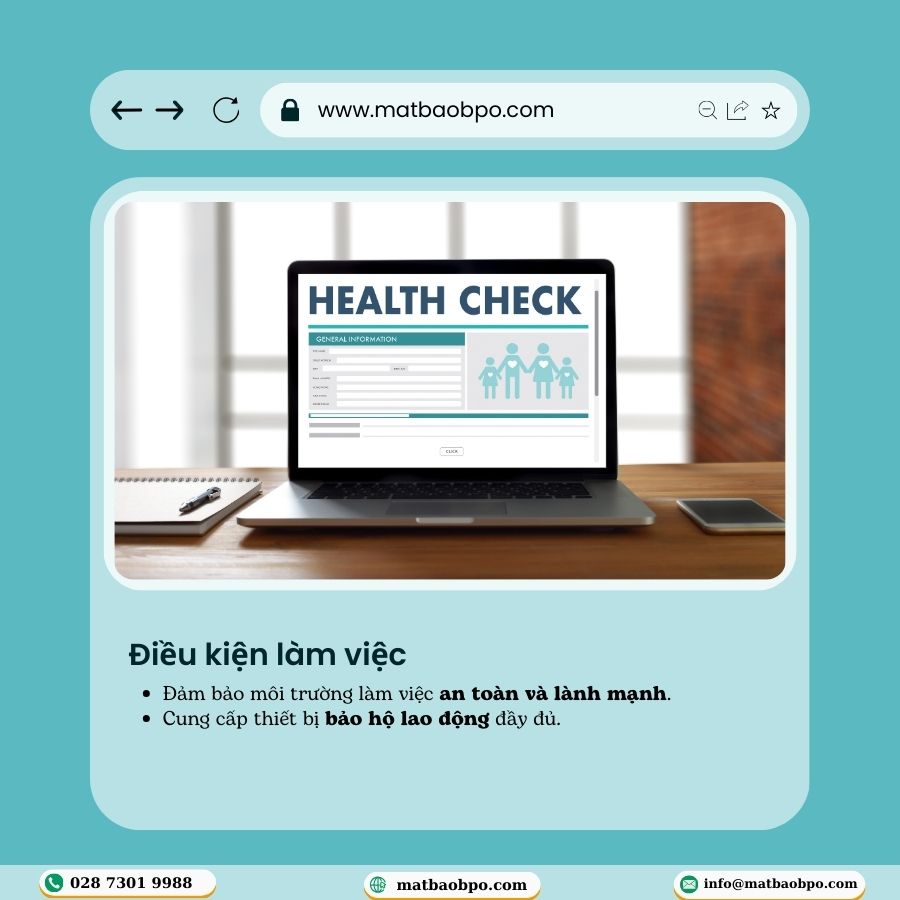 www.matbaobpo.com
HEALTH CHECK
GENERAL INFORMATION
CLICK
Điều kiện làm việc
Đảm bảo môi trường làm việc an toàn và lành mạnh.
Cung cấp thiết bị bảo hộ lao động đầy đủ.
028 7301 9988
matbaobpo.com
info@matbaobpo.com